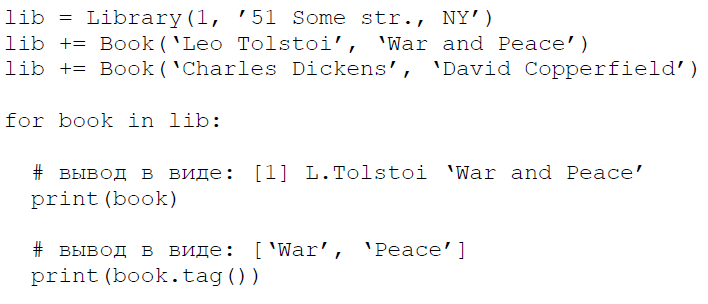 lib = Library(1, ’51 Some str., NY’)
lib += Book(‘Leo Tolstoi’, ‘War and Peace’)
lib += Book(‘Charles Dickens’, ‘David Copperfield’)
for book in lib:
# вывод в виде: [1] L.Tolstoi ‘War and Peace’
print(book)
# вывод в виде: [‘War’, ‘Peace’]
print(book.tag())